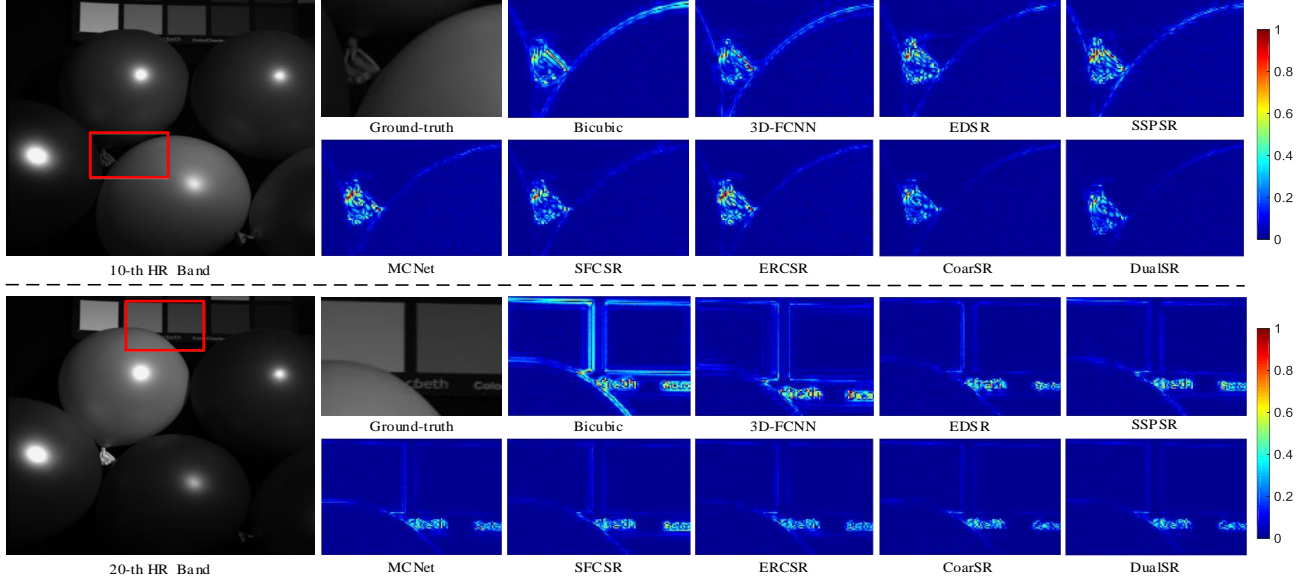 ColorChecker
1
0.8
0.6
0.4
0.2
0
Ground-truth Bicubic 3D-FCNN EDSR SSPSR
10-th HR Band MCNet SFCSR ERCSR CoarSR DualSR
cbeth
1
0.8
0.6
0.4
0.2
0
Ground-truth Bicubic 3D-FCNN EDSR SSPSR
20-th HR Band MCNet SFCSR ERCSR CoarSR DualSR